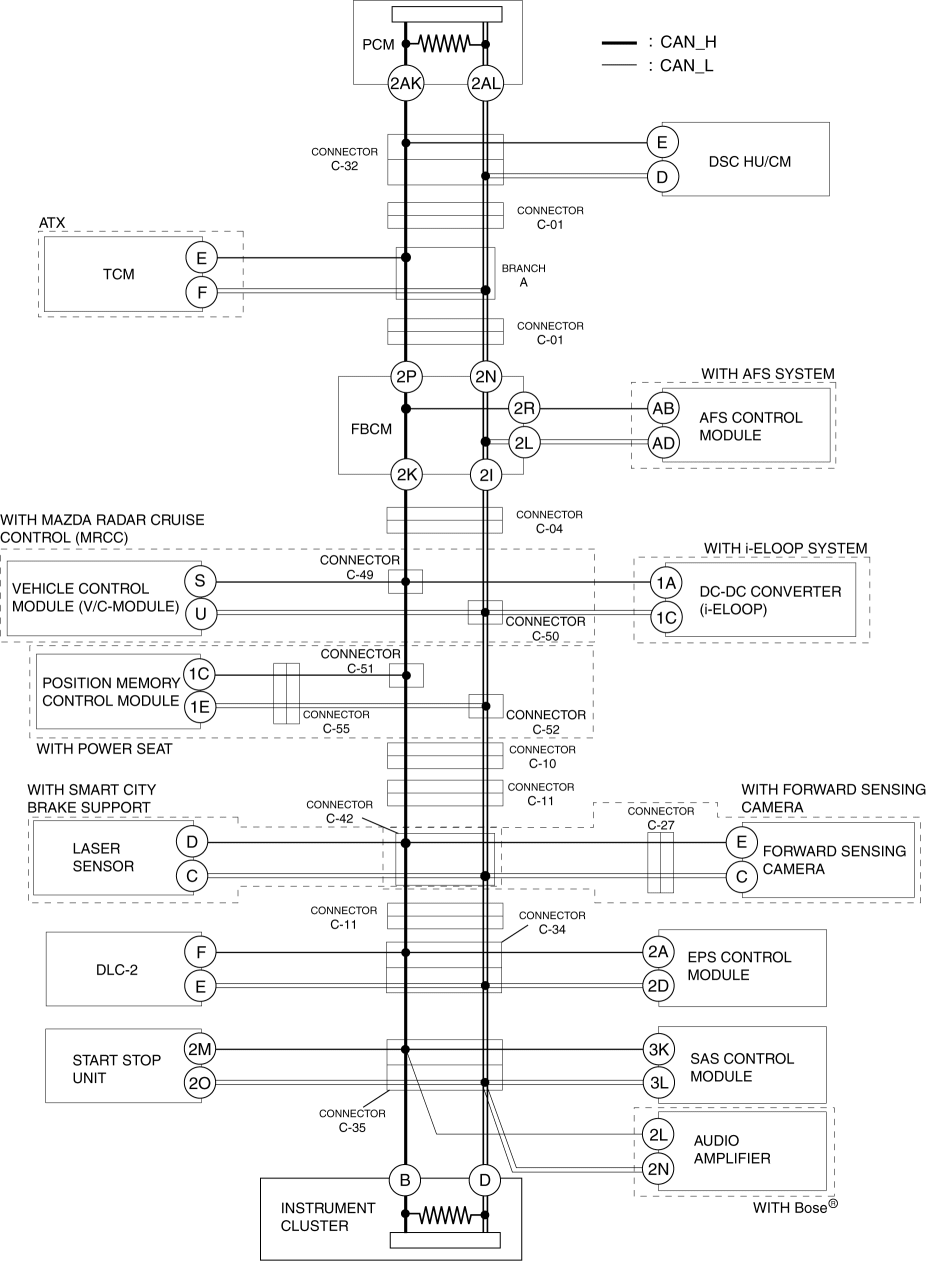 PCM
2AK
2AL
: CAN_H
: CAN_L
CONNECTOR
C-32
E
D
DSC HU/CM
CONNECTOR
C-01
ATX
TCM
E
F
BRANCH
A
CONNECTOR
C-01
2P
2N
FBCM
2R
2L
2K
2I
WITH AFS SYSTEM
AB
AD
AFS CONTROL
MODULE
CONNECTOR
C-04
WITH MAZDA RADAR CRUISE
CONTROL (MRCC)
VEHICLE CONTROL
MODULE (V/C-MODULE)
S
U
CONNECTOR
C-49
CONNECTOR
C-50
WITH i-ELOOP SYSTEM
1A
1C
DC-DC CONVERTER
(i-ELOOP)
POSITION MEMORY
CONTROL MODULE
1C
1E
WITH POWER SEAT
CONNECTOR
C-51
CONNECTOR
C-55
CONNECTOR
C-52
CONNECTOR
C-10
CONNECTOR
C-11
WITH SMART CITY
BRAKE SUPPORT
LASER
SENSOR
D
C
CONNECTOR
C-42
CONNECTOR
C-27
WITH FORWARD SENSING
CAMERA
E
C
FORWARD SENSING
CAMERA
CONNECTOR
C-11
CONNECTOR
C-34
DLC-2
F
E
2A
2D
EPS CONTROL
MODULE
START STOP
UNIT
2M
2O
3K
3L
SAS CONTROL
MODULE
CONNECTOR
C-35
2L
2N
AUDIO
AMPLIFIER
WITH Bose®
B
D
INSTRUMENT
CLUSTER